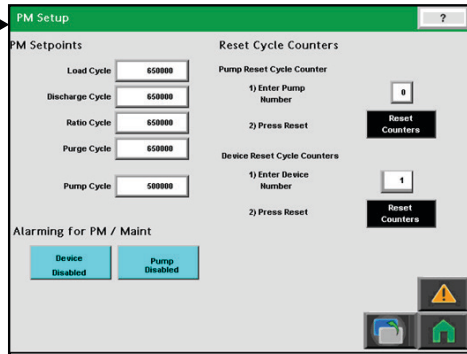 PM Setup
?
PM Setpoints
Load Cycle 650000
Discharge Cycle 650000
Ratio Cycle 650000
Purge Cycle 650000
Pump Cycle 500000
Alarming for PM / Maint
Device
Disabled
Pump
Disabled
Reset Cycle Counters
Pump Reset Cycle Counter
1) Enter Pump
Number
0
2) Press Reset
Reset
Counters
Device Reset Cycle Counters
1) Enter Device
Number
1
2) Press Reset
Reset
Counters